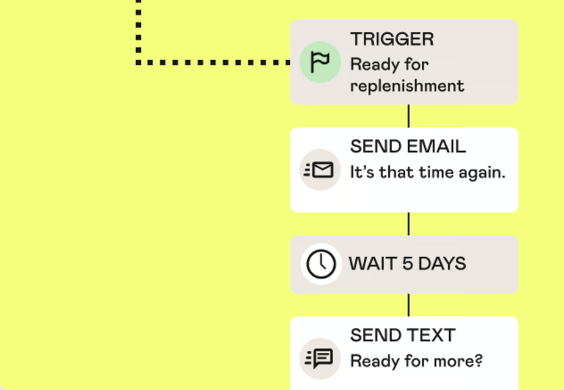 TRIGGER
Ready for
replenishment
SEND EMAIL
It's that time again.
WAIT 5 DAYS
SEND TEXT
Ready for more?